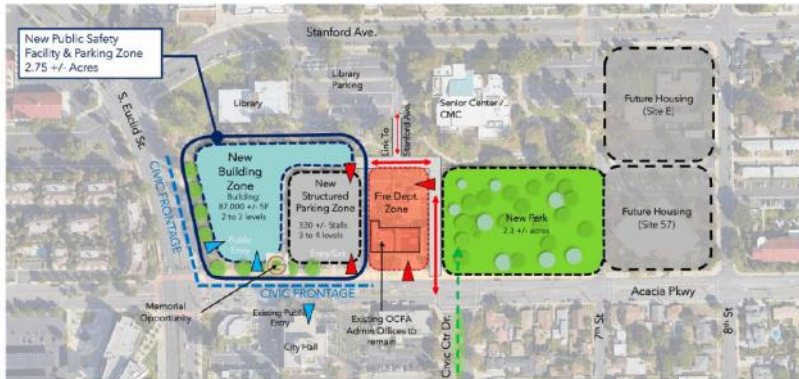 Stanford Ave.
New Public Safety
Facility & Parking Zone
2.75 +/- Acres
S. Euclid St.
Library
Library
Parking
Link To
Stanford Ave.
Senior Center /
CMC
Future Housing
(Site E)
CIVIC FRONTAGE
New
Building
Zone
Building:
87,000 +/- SF
2 to 3 levels
New
Structured
Parking Zone
330 +/- Stalls
3 to 4 levels
Fire Dept.
Zone
New Park
2.3 +/- acres
Future Housing
(Site 57)
Public
Entry
Entry/Exit
Memorial
Opportunity
CIVIC FRONTAGE
Existing Public
Entry
City Hall
Existing OCFA
Admin Offices to
remain
Civic Ctr Dr.
Acacia Pkwy
7th St
8th St